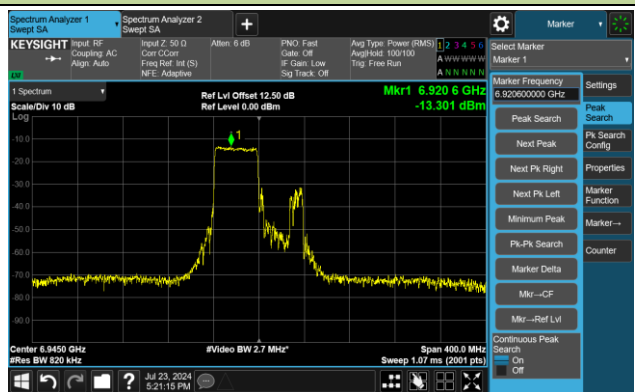 Spectrum Analyzer 1
Swept SA
Spectrum Analyzer 2
Swept SA
+
Marker
KEYSIGHT
Input: RF
Coupling: AC
Align: Auto
Input Z: 50 Ω
Corr CCorr
Freq Ref: Int (S)
NFE: Adaptive
Atten: 6 dB
PNO: Fast
Gate: Off
IF Gain: Low
Sig Track: Off
Avg Type: Power (RMS)
Avg|Hold: 100/100
Trig: Free Run
1 2 3 4 5 6
A W W W W W
A N N N N N
Select Marker
Marker 1
1 Spectrum
Scale/Div 10 dB
Log
Ref Lvl Offset 12.50 dB
Ref Level 0.00 dBm
Mkr1 6.920 6 GHz
-13.301 dBm
1
-10.0
-20.0
-30.0
-40.0
-50.0
-60.0
-70.0
-80.0
-90.0
Center 6.9450 GHz
#Res BW 820 kHz
#Video BW 2.7 MHz*
Span 400.0 MHz
Sweep 1.07 ms (2001 pts)
Marker Frequency
6.920600000 GHz
Peak Search
Next Peak
Next Pk Right
Next Pk Left
Minimum Peak
Pk-Pk Search
Marker Delta
Mkr→CF
Mkr→Ref Lvl
Continuous Peak
Search
On
Off
Settings
Peak
Search
Pk Search
Config
Properties
Marker
Function
Marker→
Counter
?
Jul 23, 2024
5:21:15 PM